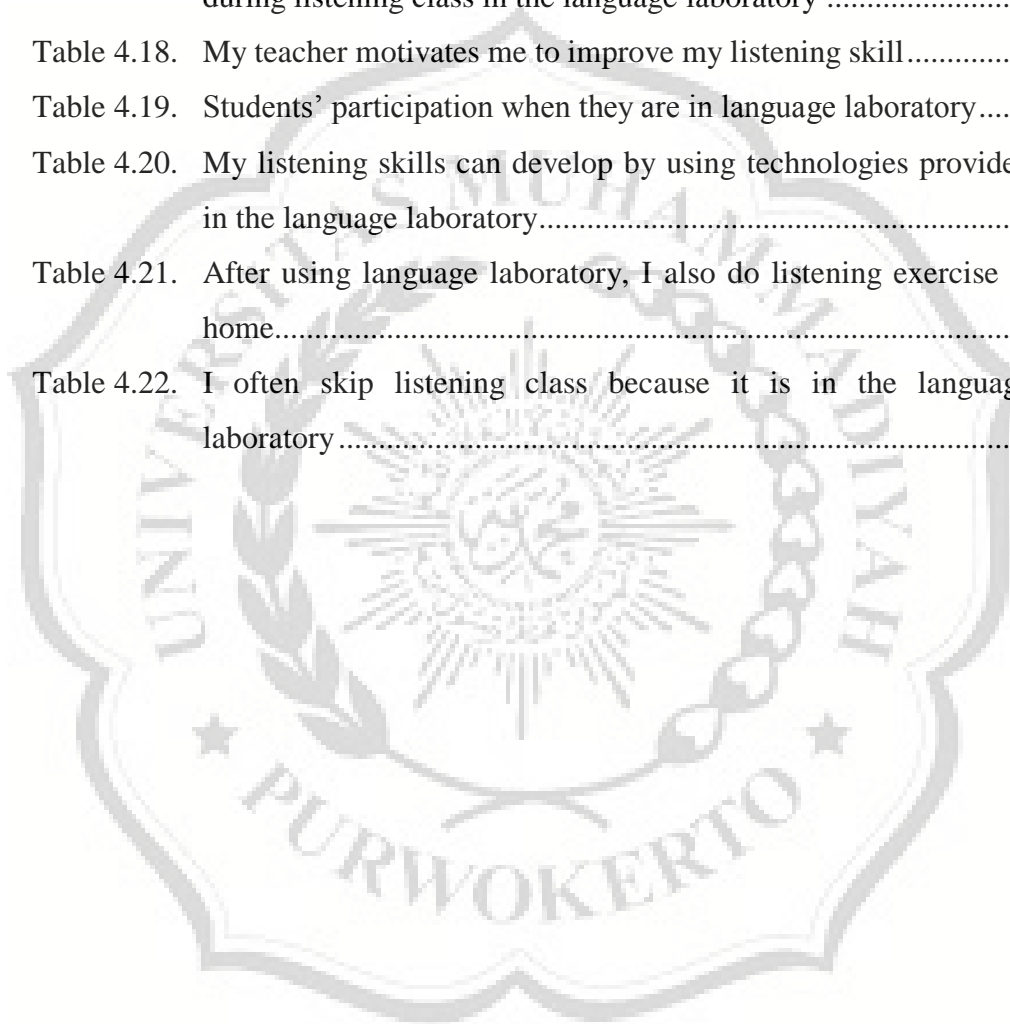 during listening class in the language laboratory ......................
Table 4.18. My teacher motivates me to improve my listening skill.............
Table 4.19. Students’ participation when they are in language laboratory....
Table 4.20. My listening skills can develop by using technologies provide
in the language laboratory..........................................................
Table 4.21. After using language laboratory, I also do listening exercise
home...........................................................................................
Table 4.22. I often skip listening class because it is in the languag
laboratory...................................................................................
UNIVERSITAS MUHAMMADIYAH
PURWOKERTO